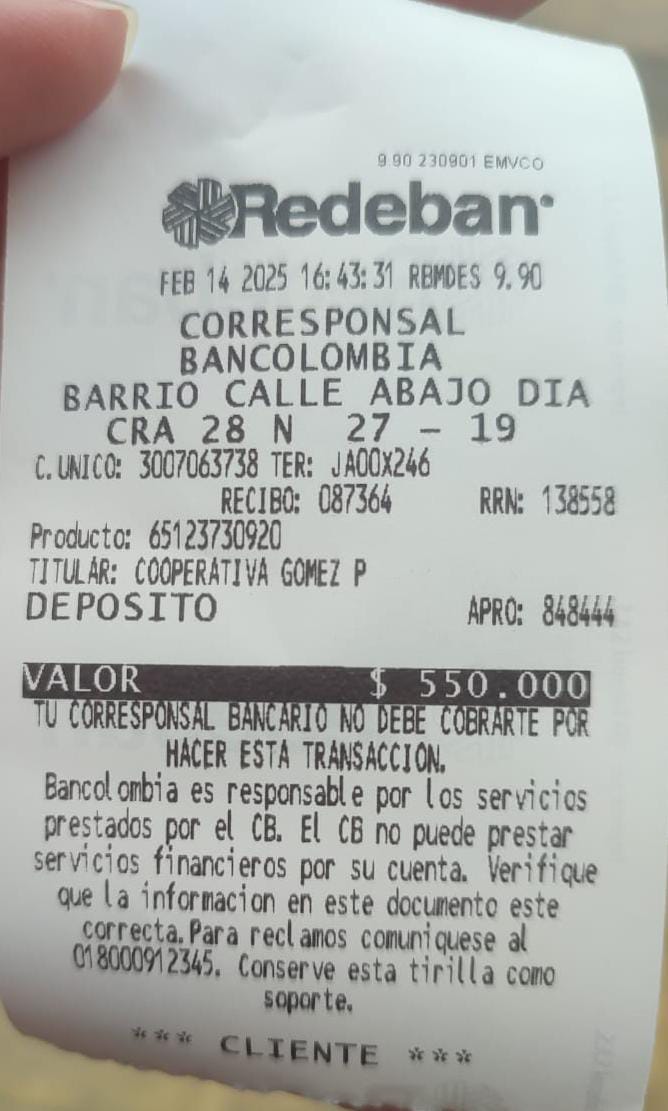 9.90 230901 EMVCO
Redeban
FEB 14 2025 16:43:31 RBMDES 9.90
CORRESPONSAL
BANCOLOMBIA
BARRIO CALLE ABAJO DIA
CRA 28 N 27 - 19
C.UNICO: 3007063738 TER: JA00X246
RECIBO: 087364 RRN: 138558
Producto: 65123730920
TITULAR: COOPERATIVA GOMEZ P
DEPOSITO APRO: 848444
VALOR $ 550.000
TU CORRESPONSAL BANCARIO NO DEBE COBRARTE POR
HACER ESTA TRANSACCION.
Bancolombia es responsable por los servicios
prestados por el CB. El CB no puede prestar
servicios financieros por su cuenta. Verifique
que la informacion en este documento este
correcta.Para reclamos comuniquese al
018000912345. Conserve esta tirilla como
soporte.
*** CLIENTE ***